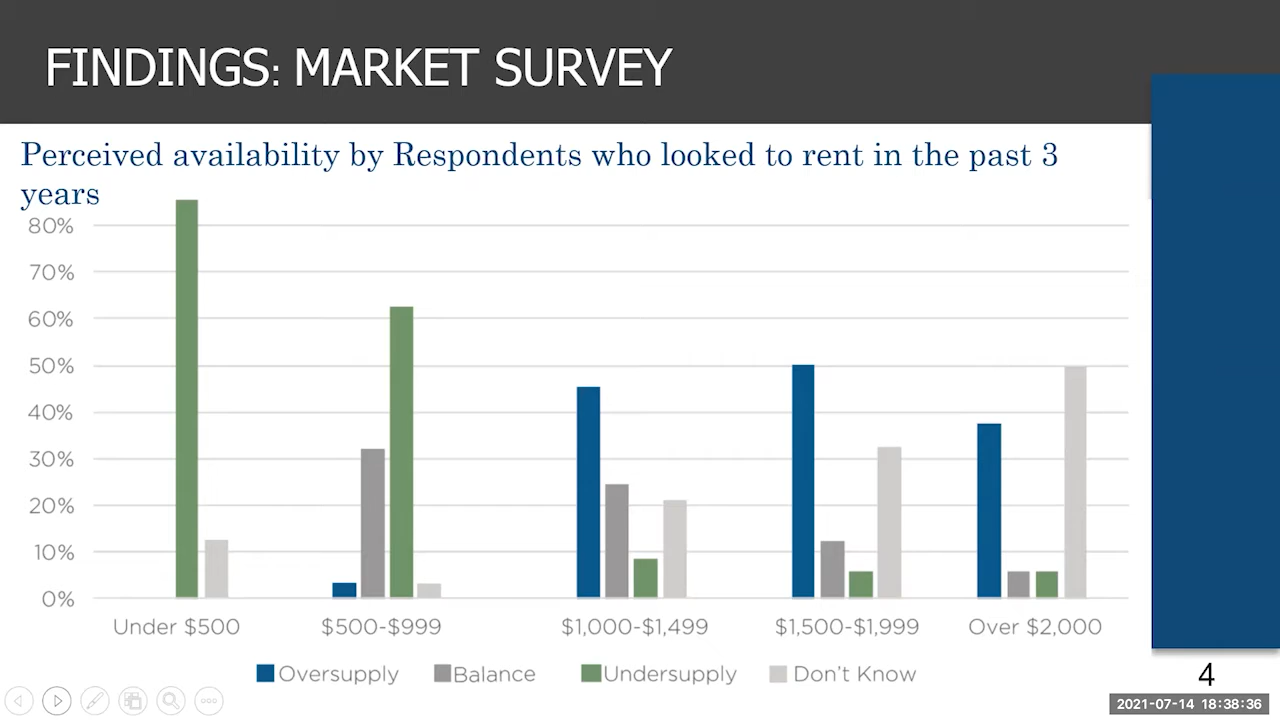 FINDINGS: MARKET SURVEY
Perceived availability by Respondents who looked to rent in the past 3
years
80%
70%
60%
50%
40%
30%
20%
10%
0%
Under $500 $500-$999 $1,000-$1,499 $1,500-$1,999 Over $2,000
Oversupply Balance Undersupply Don't Know
4
2021-07-14 18:38:36